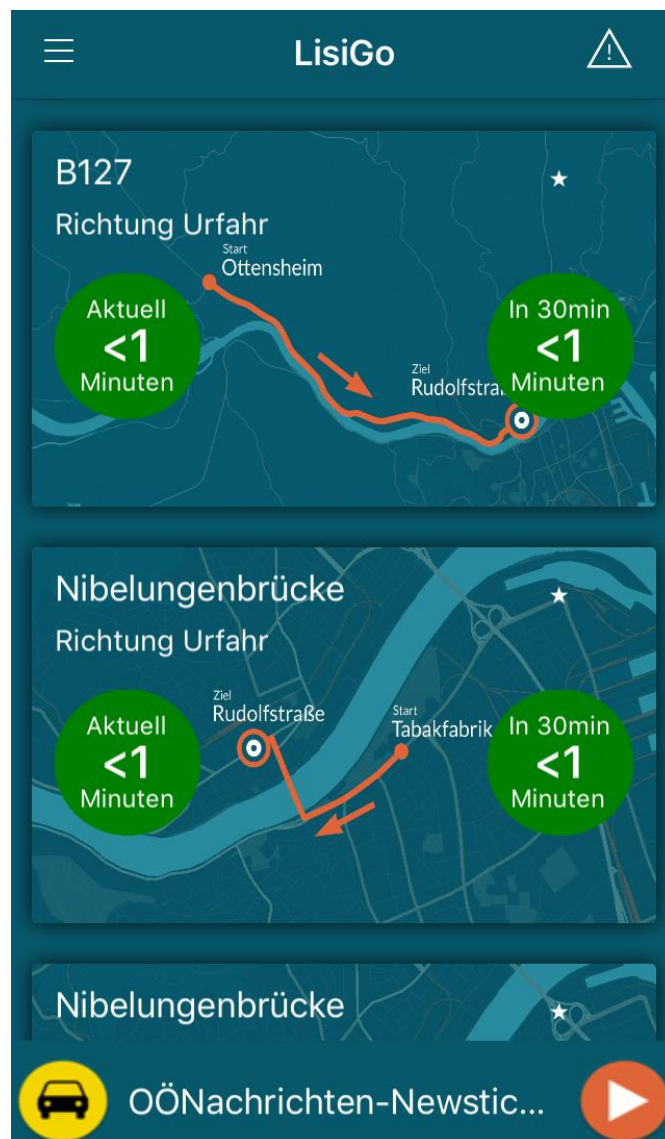 LisiGo
B127
Richtung Urfahr
Start
Ottensheim
Aktuell
<1
Minuten
In 30min
<1
Minuten
Ziel
Nibelungenbrücke
Richtung Urfahr
Ziel
Rudolfstraße
Start
Tabakfabrik
Aktuell
<1
Minuten
In 30min
<1
Minuten
Nibelungenbrücke
OÖNachrichten-Newstic...